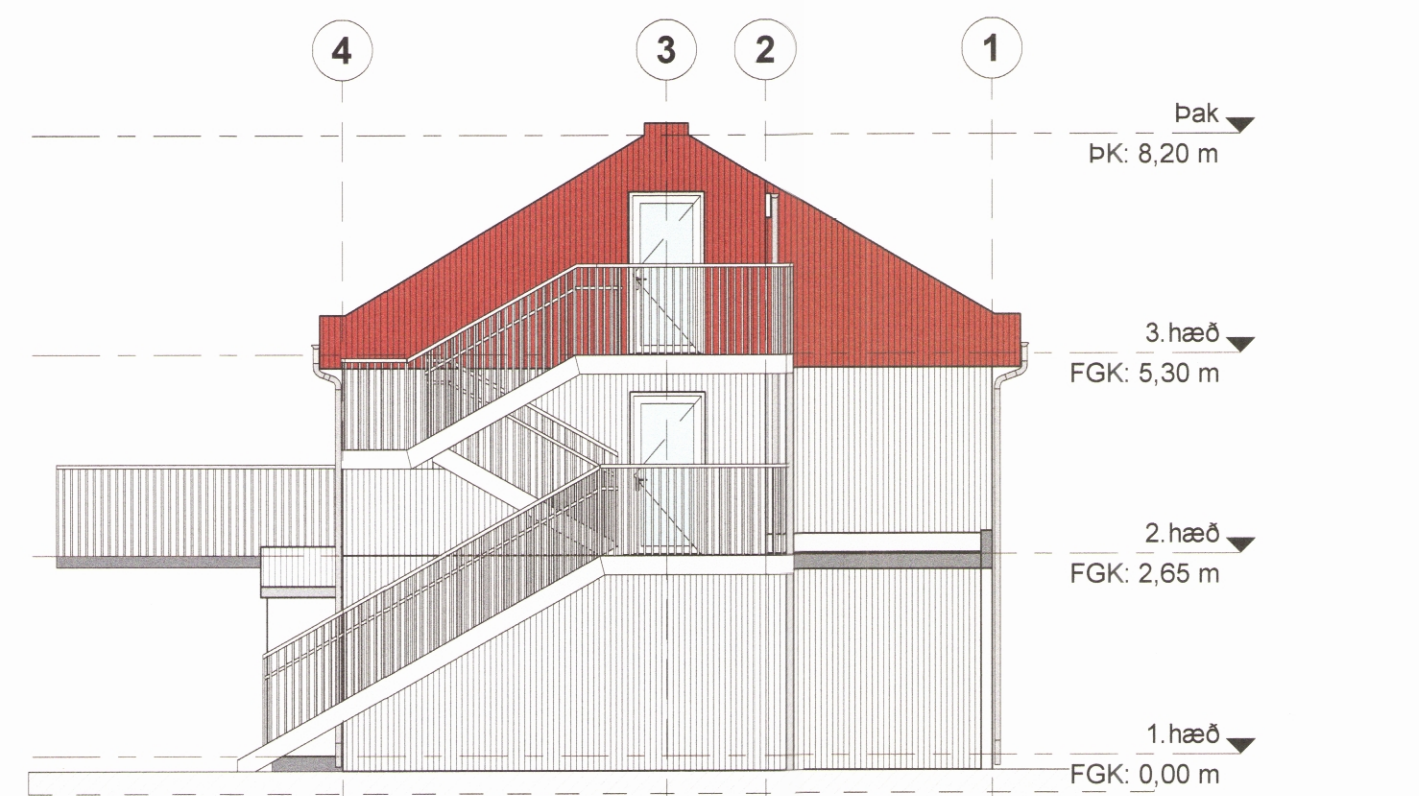 4 3 2 1
Þak
ÞK: 8,20 m
3.hæð
FGK: 5,30 m
2.hæð
FGK: 2,65 m
1.hæð
FGK: 0,00 m